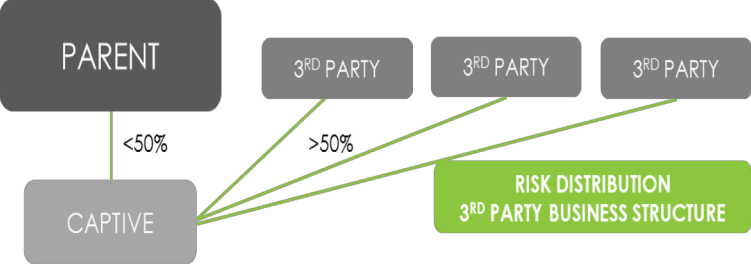 PARENT
3RD PARTY
3RD PARTY
3RD PARTY
<50%
>50%
CAPTIVE
RISK DISTRIBUTION
3RD PARTY BUSINESS STRUCTURE